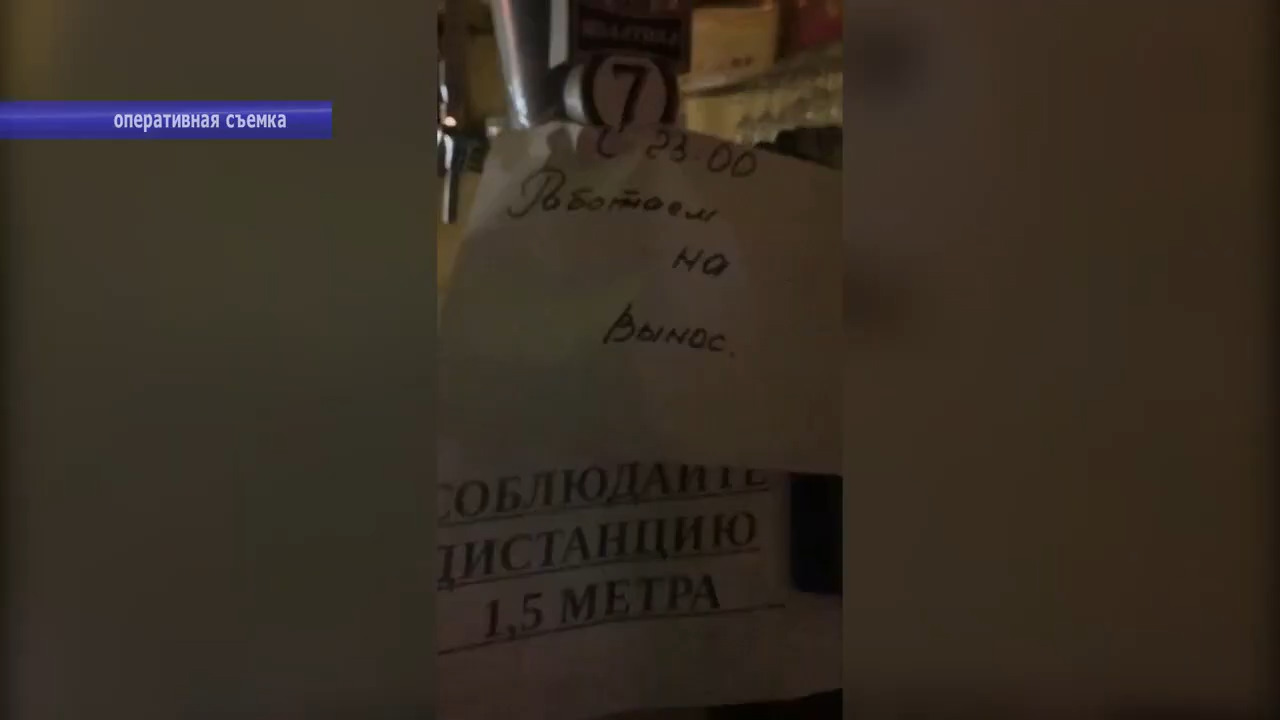 оперативная съемка
7
С 23-00
Работаем
на
вынос.
СОБЛЮДАЙТЕ
ДИСТАНЦИЮ
1,5 МЕТРА